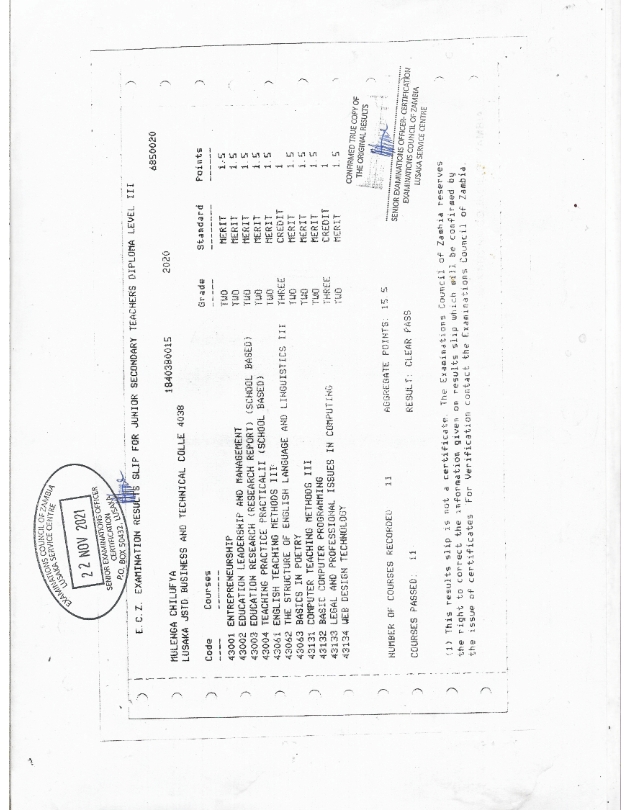 EXAMINATIONS COUNCIL OF ZAMBIA
LUSAKA SERVICE CENTRE
22 NOV 2021
SENIOR EXAMINATIONS OFFICER
CERTIFICATION
P.O. BOX 50432, LUSAKA
E.C.Z. EXAMINATION RESULTS SLIP FOR JUNIOR SECONDARY TEACHERS DIPLOMA LEVEL III
6850020
MULENGA CHILUFYA 1840380015 2020
LUSAKA JSTD BUSINESS AND TECHNICAL COLLE 4038
Code Courses Grade Standard Points
43001 ENTREPRENEURSHIP TWO MERIT 1.5
43002 EDUCATION LEADERSHIP AND MANAGEMENT TWO MERIT 1.5
43003 EDUCATION RESEARCH (RESEARCH REPORT) (SCHOOL BASED) TWO MERIT 1.5
43004 TEACHING PRACTICE PRACTICALII (SCHOOL BASED) TWO MERIT 1.5
43061 ENGLISH TEACHING METHODS III TWO MERIT 1.5
43062 THE STRUCTURE OF ENGLISH LANGUAGE AND LINGUISTICS III THREE CREDIT 1
43063 BASICS IN POETRY TWO MERIT 1.5
43131 COMPUTER TEACHING METHODS III TWO MERIT 1.5
43132 BASIC COMPUTER PROGRAMMING TWO MERIT 1.5
43133 LEGAL AND PROFESSIONAL ISSUES IN COMPUTING THREE CREDIT 1
43134 WEB DESIGN TECHNOLOGY TWO MERIT 1.5
CONFIRMED TRUE COPY OF
THE ORIGINAL RESULTS
SENIOR EXAMINATIONS OFFICER- CERTIFICATION
EXAMINATIONS COUNCIL OF ZAMBIA
LUSAKA SERVICE CENTRE
NUMBER OF COURSES RECORDED 11 AGGREGATE POINTS: 15.5
COURSES PASSED: 11 RESULT: CLEAR PASS
(1) This results slip is not a certificate. The Examinations Council of Zambia reserves
the right to correct the information given on results slip which will be confirmed by
the issue of certificates For Verification contact the Examinations Council of Zambia